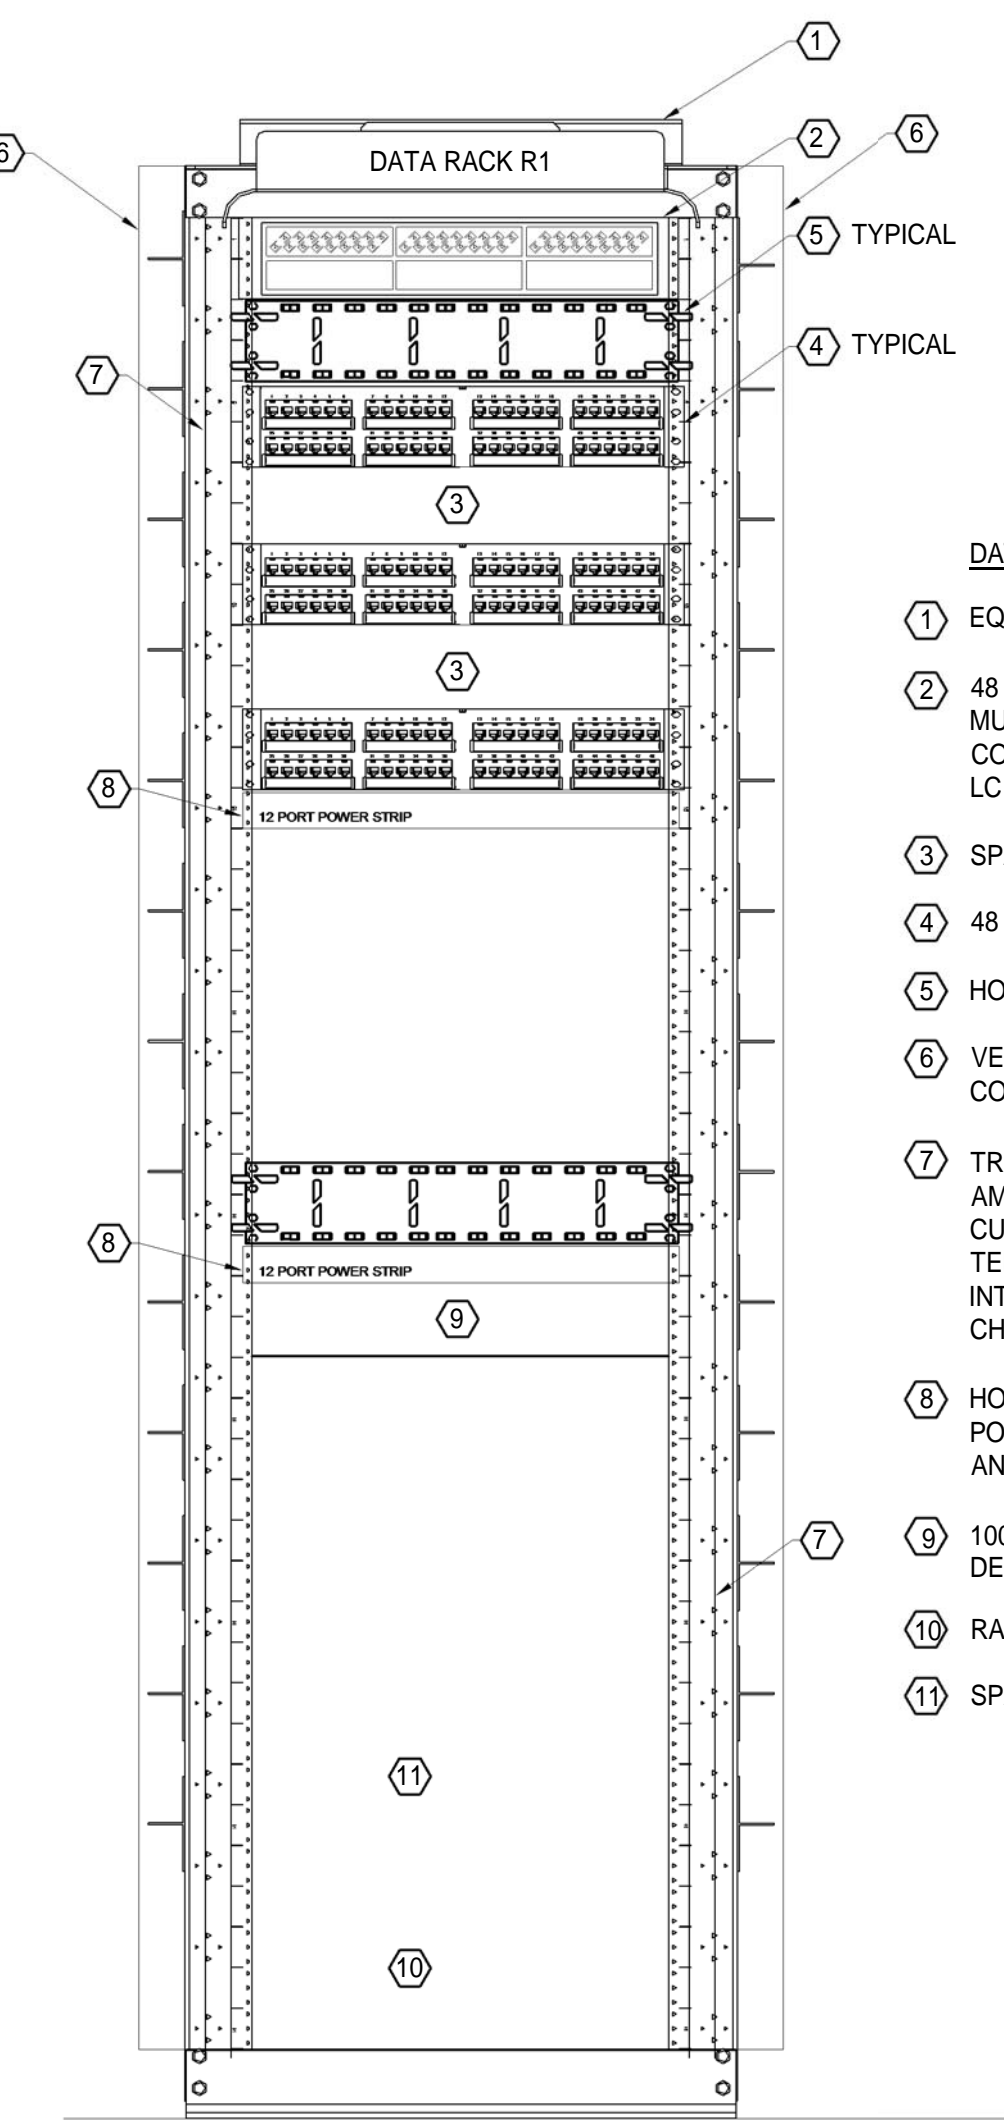 1
DATA RACK R1
2
6
6
5 TYPICAL
4 TYPICAL
7
3
3
8
12 PORT POWER STRIP
8
12 PORT POWER STRIP
9
7
11
10
DA
1 EQ
2 48
MU
CO
LC
3 SP
4 48
5 HO
6 VE
CO
7 TR
AM
CU
TE
INT
CH
8 HO
PO
AN
9 100
DE
10 RA
11 SP